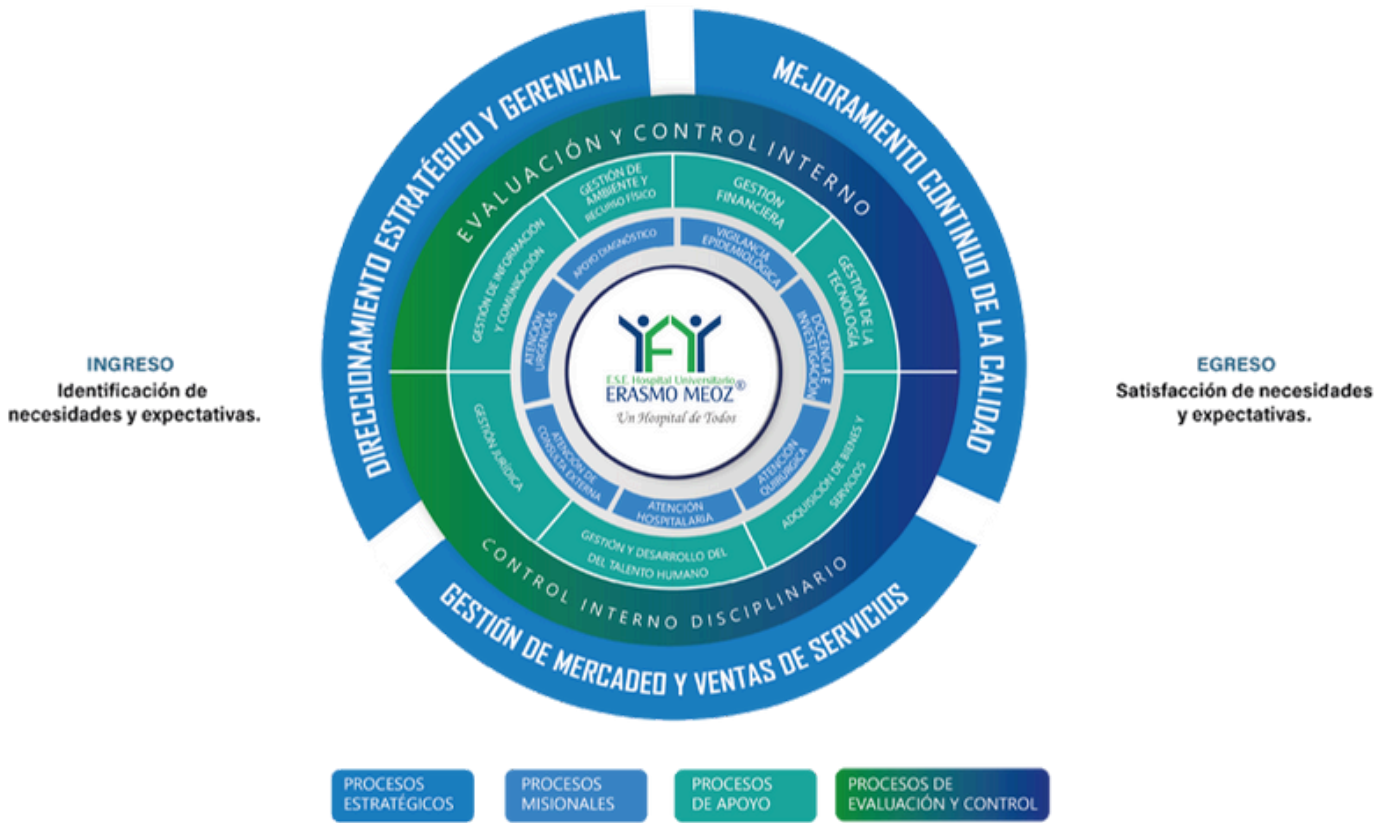 DIRECCIONAMIENTO ESTRATÉGICO Y GERENCIAL
MEJORAMIENTO CONTINUO DE LA CALIDAD
GESTIÓN DE MERCADEO Y VENTAS DE SERVICIOS
EVALUACIÓN Y CONTROL INTERNO
CONTROL INTERNO DISCIPLINARIO
GESTIÓN DE
AMBIENTE Y
RECURSO FÍSICO
GESTIÓN
FINANCIERA
GESTIÓN DE LA
TECNOLOGÍA
ADQUISICIÓN DE BIENES Y
SERVICIOS
GESTIÓN Y DESARROLLO DEL
DEL TALENTO HUMANO
GESTIÓN JURÍDICA
GESTIÓN DE INFORMACIÓN
Y COMUNICACIÓN
APOYO DIAGNÓSTICO
VIGILANCIA
EPIDEMIOLÓGICA
DOCENCIA E
INVESTIGACIÓN
ATENCIÓN
QUIRÚRGICA
ATENCIÓN
HOSPITALARIA
ATENCIÓN DE
CONSULTA EXTERNA
ATENCIÓN
URGENCIAS
E.S.E. Hospital Universitario
ERASMO MEOZ®
Un Hospital de Todos
INGRESO
Identificación de
necesidades y expectativas.
EGRESO
Satisfacción de necesidades
y expectativas.
PROCESOS
ESTRATÉGICOS
PROCESOS
MISIONALES
PROCESOS
DE APOYO
PROCESOS DE
EVALUACIÓN Y CONTROL